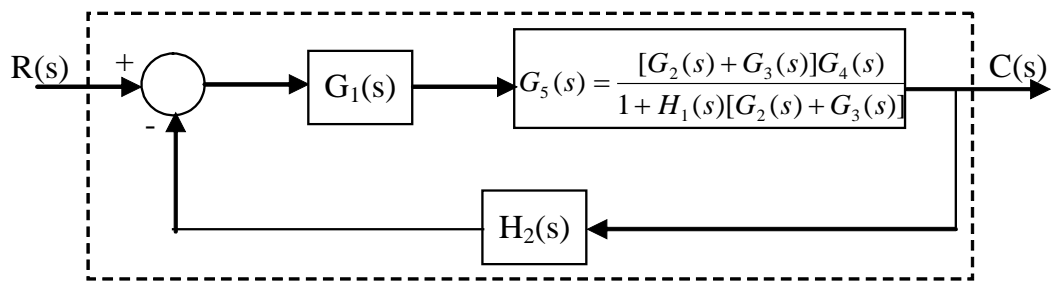 R(s)
+
-
G₁(s)
G₅(s) = [G₂(s) + G₃(s)]G₄(s) / 1 + H₁(s)[G₂(s) + G₃(s)]
C(s)
H₂(s)